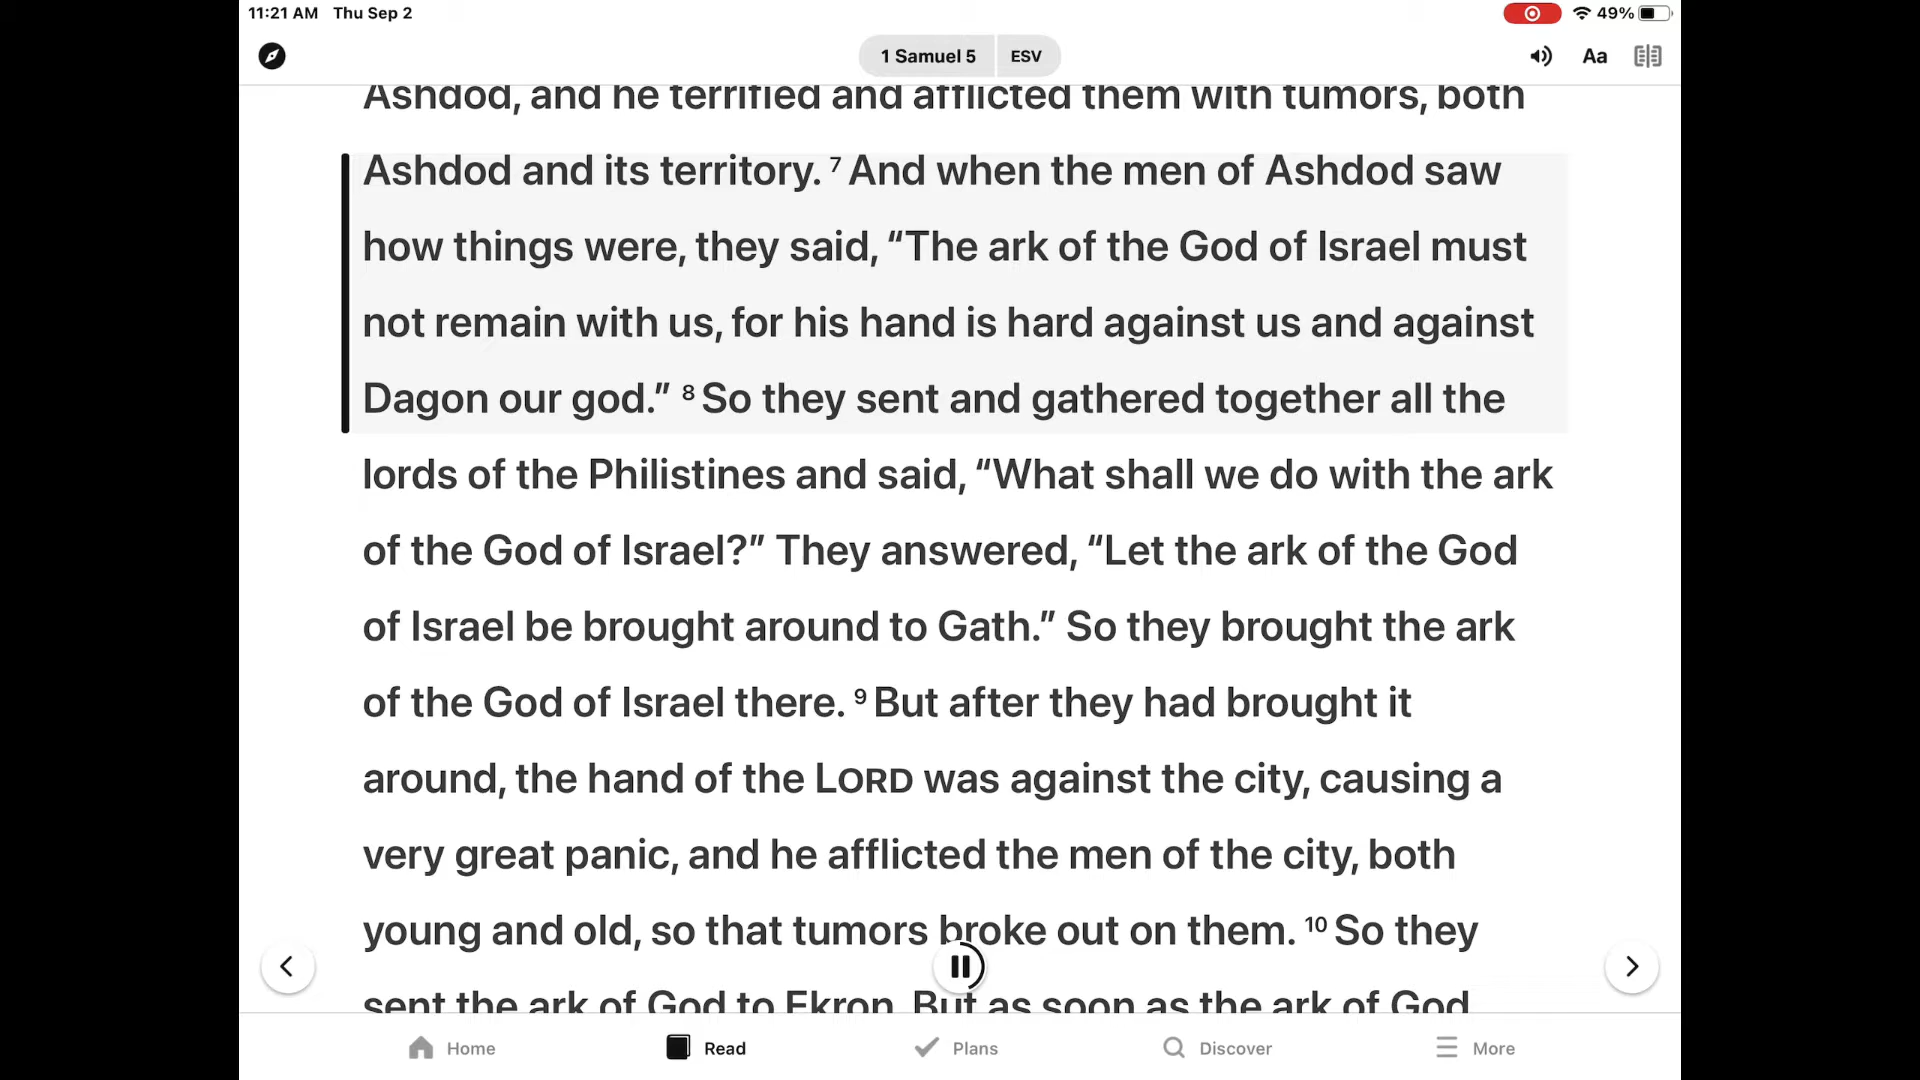 11:21 AM Thu Sep 2
49%
1 Samuel 5 ESV
Aa
Ashdod, and he terrified and afflicted them with tumors, both
Ashdod and its territory. 7 And when the men of Ashdod saw
how things were, they said, “The ark of the God of Israel must
not remain with us, for his hand is hard against us and against
Dagon our god.” 8 So they sent and gathered together all the
lords of the Philistines and said, “What shall we do with the ark
of the God of Israel?” They answered, “Let the ark of the God
of Israel be brought around to Gath.” So they brought the ark
of the God of Israel there. 9 But after they had brought it
around, the hand of the LORD was against the city, causing a
very great panic, and he afflicted the men of the city, both
young and old, so that tumors broke out on them. 10 So they
sent the ark of God to Ekron. But as soon as the ark of God
Home Read Plans Discover More